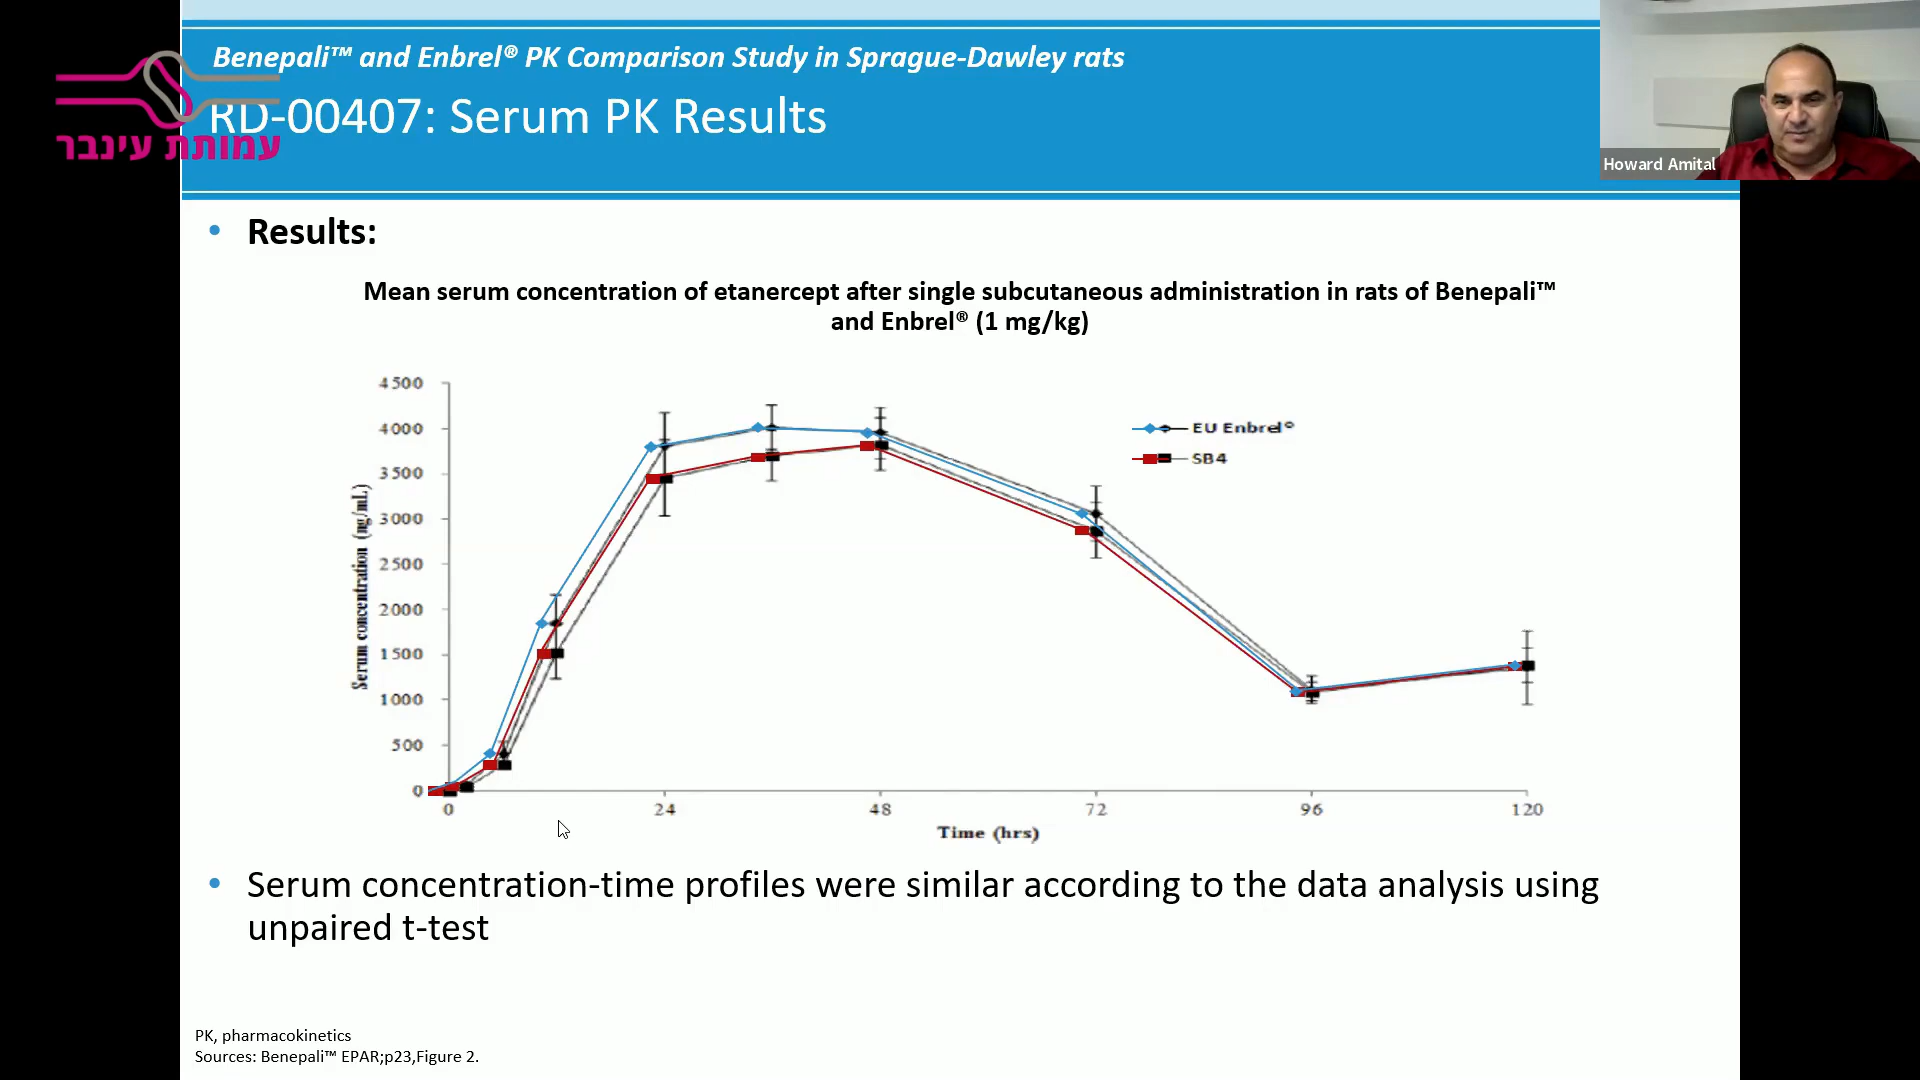 Benepali™ and Enbrel® PK Comparison Study in Sprague-Dawley rats
RD-00407: Serum PK Results
עמותת עינבר
Howard Amital
• Results:
Mean serum concentration of etanercept after single subcutaneous administration in rats of Benepali™
and Enbrel® (1 mg/kg)
4500
4000
3500
3000
2500
2000
1500
1000
500
0
Serum concentration (ng/mL)
EU Enbrel®
SB4
0 24 48 72 96 120
Time (hrs)
• Serum concentration-time profiles were similar according to the data analysis using
unpaired t-test
PK, pharmacokinetics
Sources: Benepali™ EPAR;p23,Figure 2.